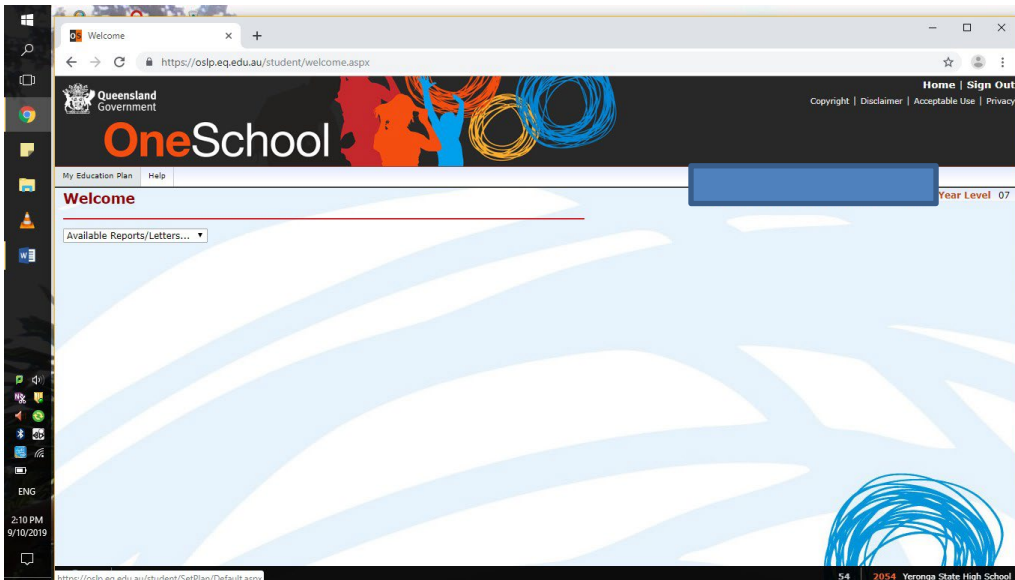 OS Welcome × +
https://oslp.eq.edu.au/student/welcome.aspx
Queensland
Government
Home | Sign Out
Copyright | Disclaimer | Acceptable Use | Privacy
OneSchool
My Education Plan Help
Welcome
Year Level 07
Available Reports/Letters...
ENG
2:10 PM
9/10/2019
https://oslp.eq.edu.au/student/SetPlan/Default.aspx
54 2054 Yeronga State High School